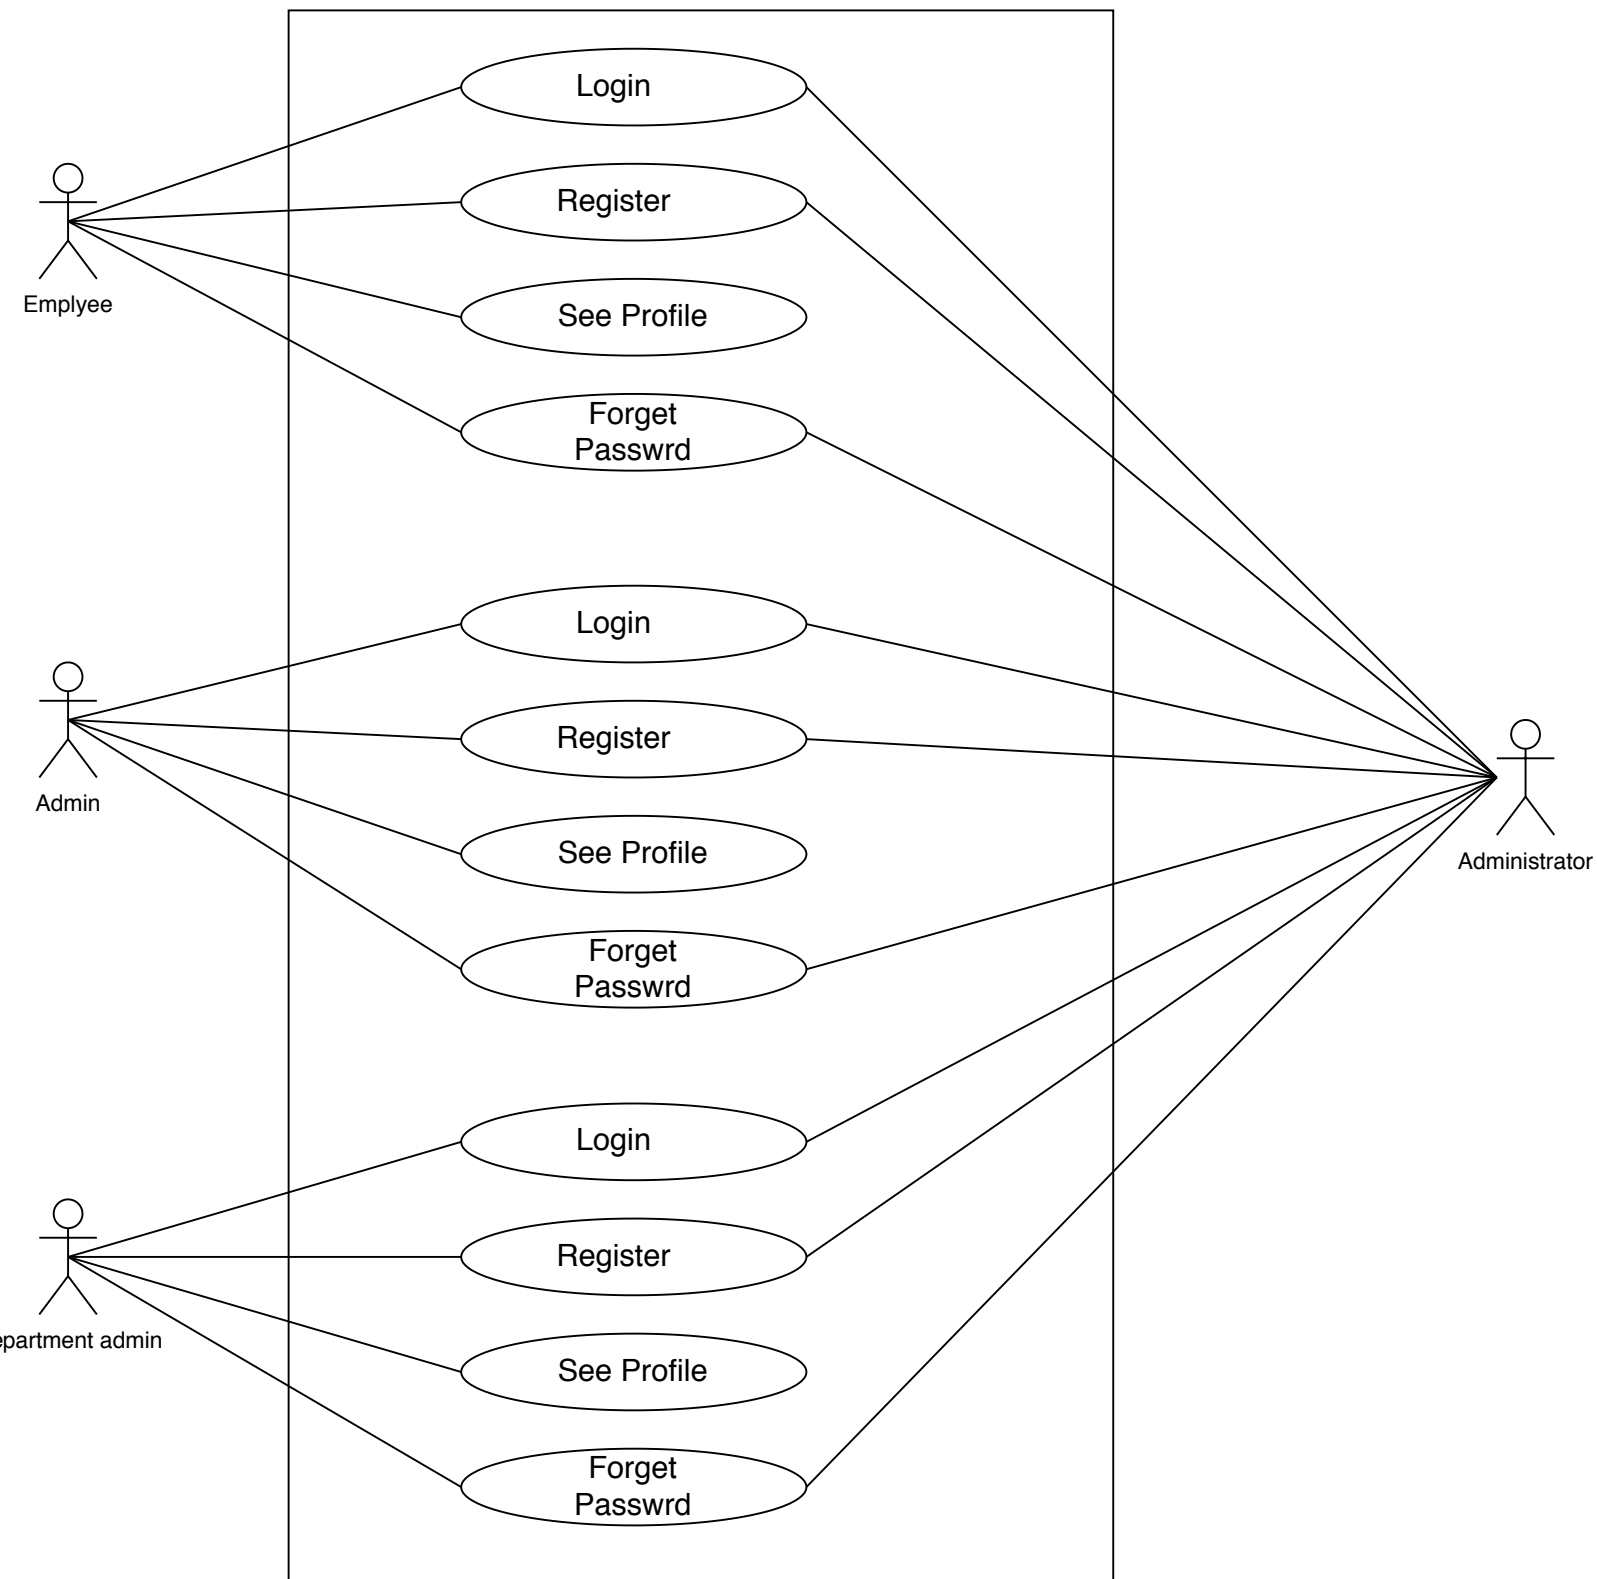 Login
Register
Emplyee
See Profile
Forget
Passwrd
Login
Register
Admin
See Profile
Forget
Passwrd
Administrator
Login
Register
epartment admin
See Profile
Forget
Passwrd